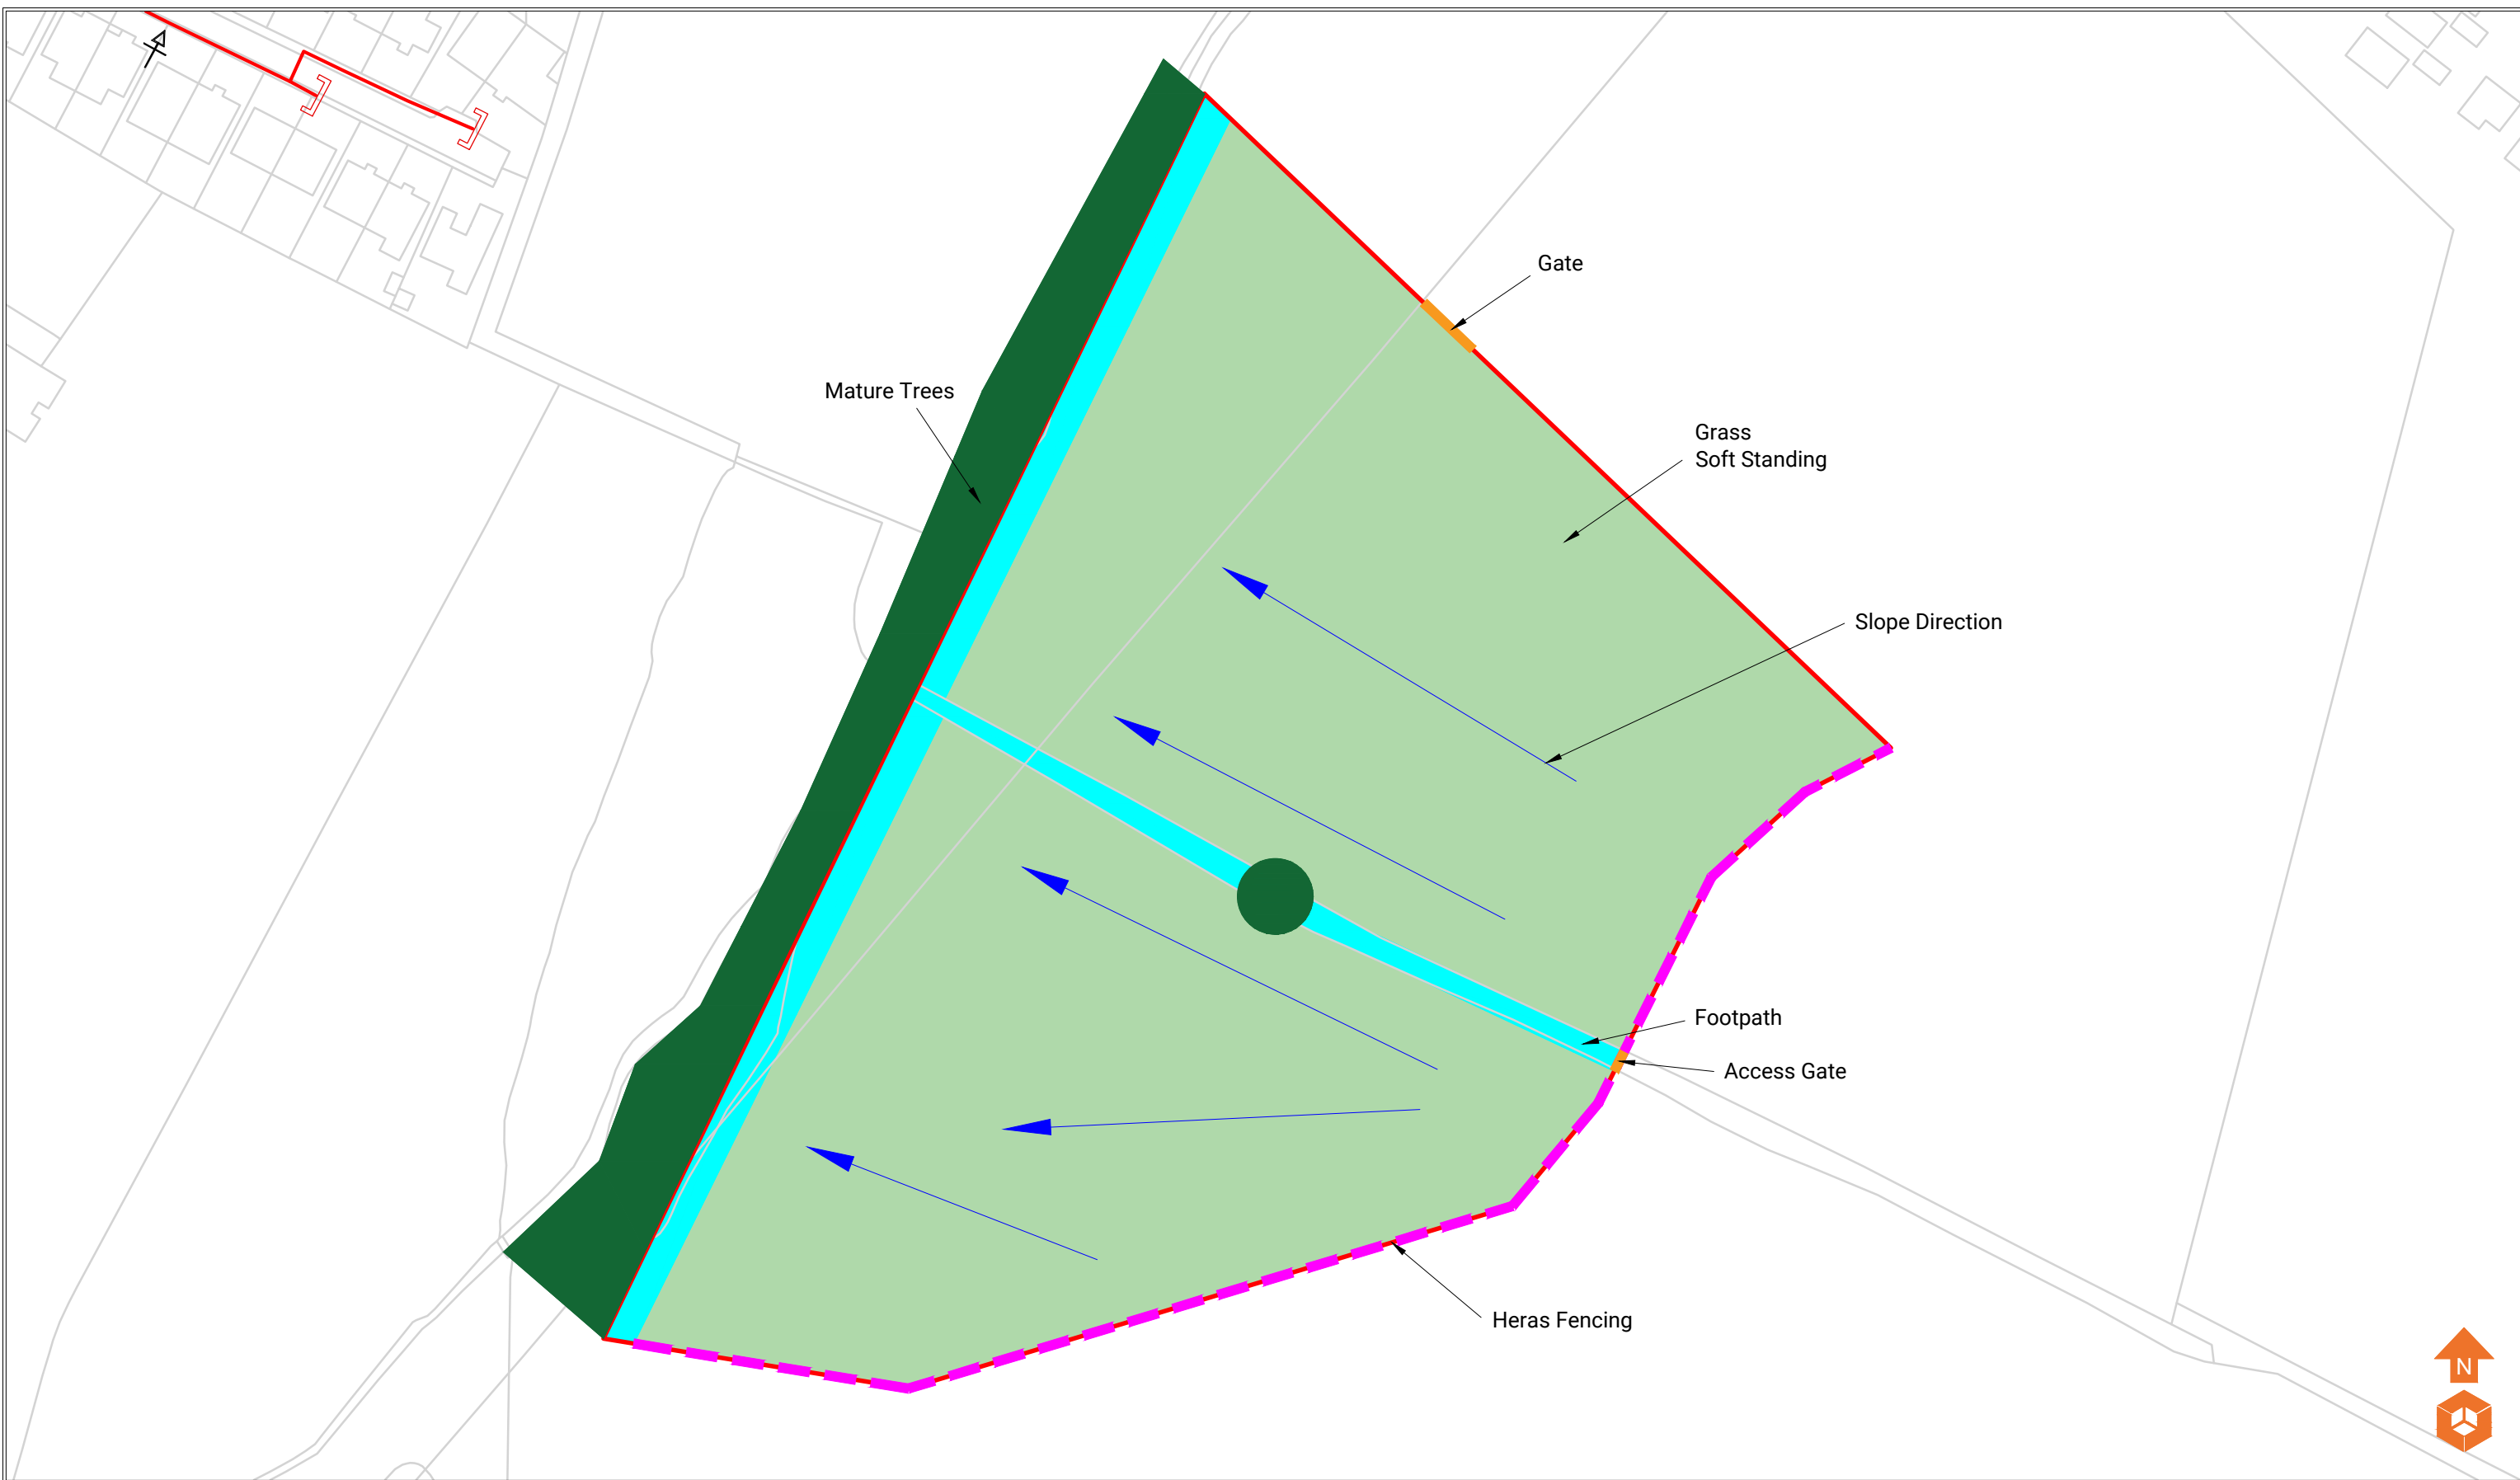 Gate
Mature Trees
Grass
Soft Standing
Slope Direction
Footpath
Access Gate
Heras Fencing
N